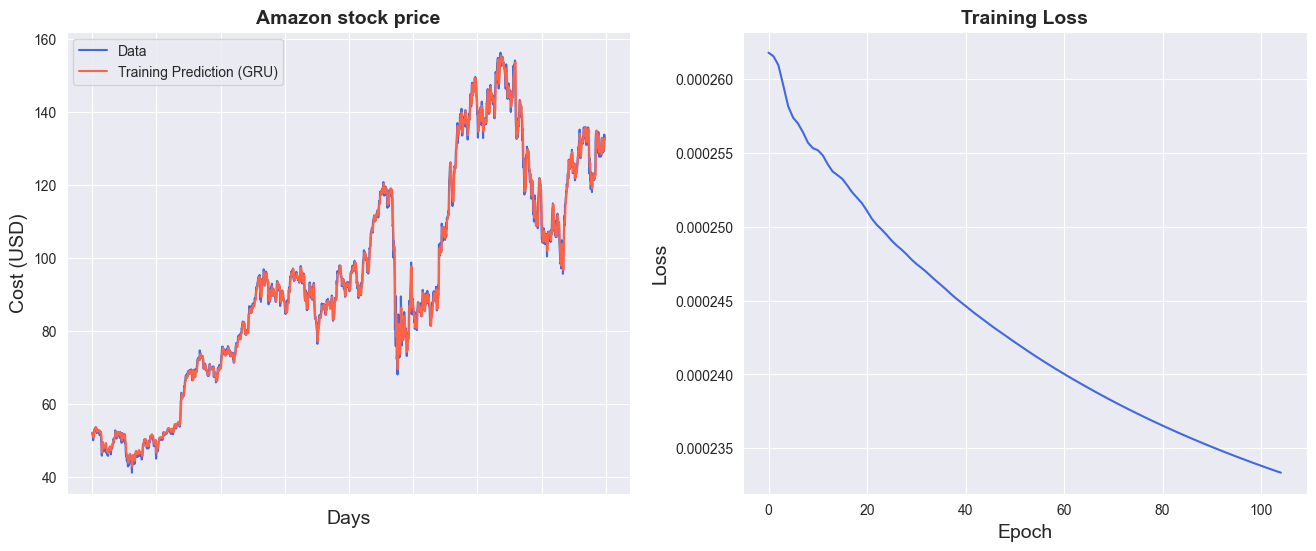 Amazon stock price
Data
Training Prediction (GRU)
160
140
120
100
80
60
40
Cost (USD)
Days
Training Loss
0.000260
0.000255
0.000250
0.000245
0.000240
0.000235
Loss
0 20 40 60 80 100
Epoch